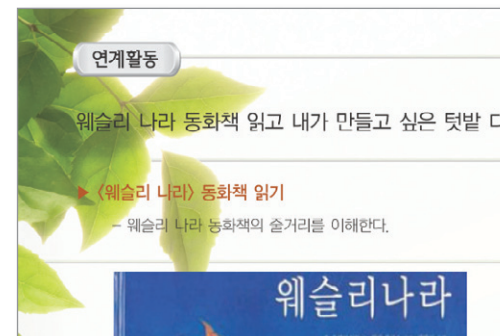 연계활동
웨슬리 나라 동화책 읽고 내가 만들고 싶은 텃밭
▶ 〈웨슬리 나라〉 동화책 읽기
- 웨슬리 나라 동화책의 줄거리를 이해한다.
웨슬리나라